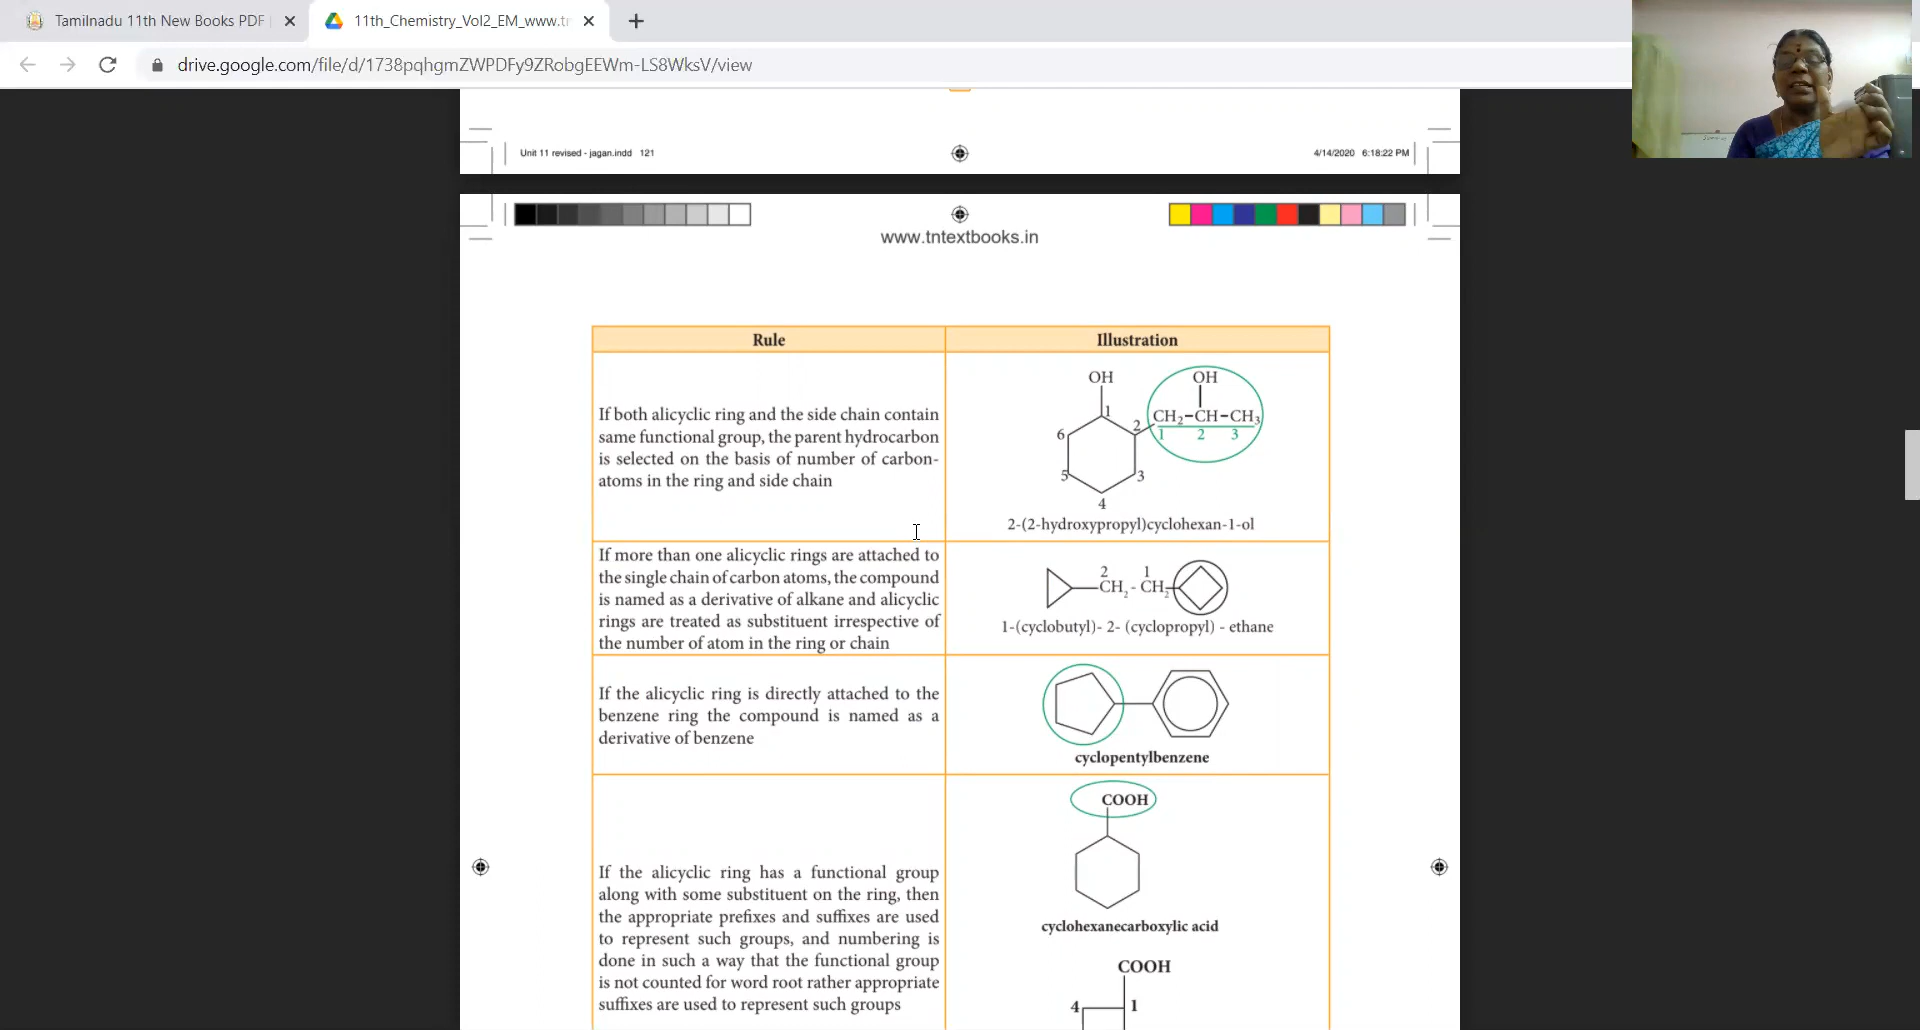 Tamilnadu 11th New Books PDF
11th_Chemistry_Vol2_EM_www.tn
drive.google.com/file/d/1738pqhgmZWPDFy9ZRobgEEWm-LS8WksV/view
Unit 11 revised - jagan.indd 121
4/14/2020 6:18:22 PM
www.tntextbooks.in
Rule
Illustration
If both alicyclic ring and the side chain contain
same functional group, the parent hydrocarbon
is selected on the basis of number of carbon-
atoms in the ring and side chain
OH OH
1 CH₂-CH-CH₃
6 2 1 2 3
5 3
4
2-(2-hydroxypropyl)cyclohexan-1-ol
If more than one alicyclic rings are attached to
the single chain of carbon atoms, the compound
is named as a derivative of alkane and alicyclic
rings are treated as substituent irrespective of
the number of atom in the ring or chain
2 1
CH₂ - CH₂
1-(cyclobutyl)- 2- (cyclopropyl) - ethane
If the alicyclic ring is directly attached to the
benzene ring the compound is named as a
derivative of benzene
cyclopentylbenzene
If the alicyclic ring has a functional group
along with some substituent on the ring, then
the appropriate prefixes and suffixes are used
to represent such groups, and numbering is
done in such a way that the functional group
is not counted for word root rather appropriate
suffixes are used to represent such groups
COOH
cyclohexanecarboxylic acid
COOH
4 1